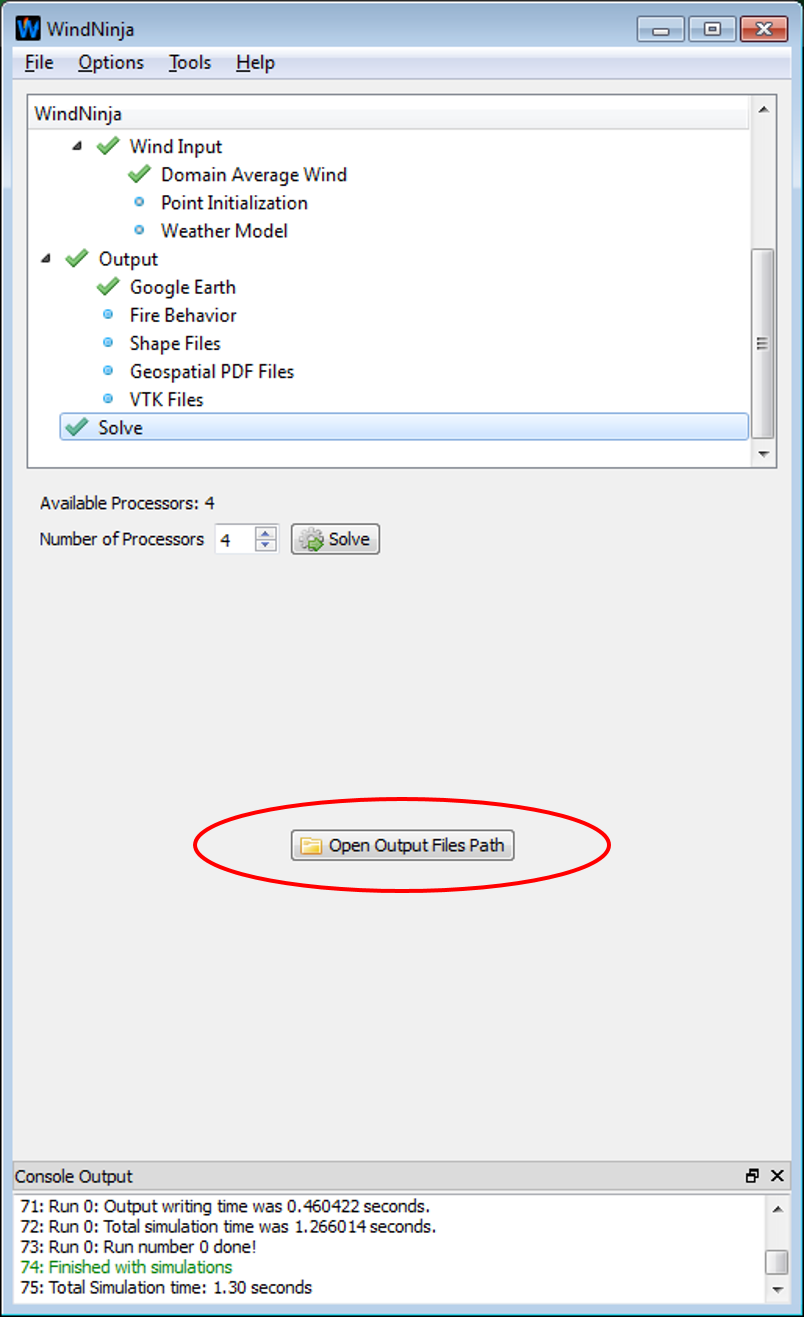 WindNinja
File Options Tools Help
WindNinja
Wind Input
Domain Average Wind
Point Initialization
Weather Model
Output
Google Earth
Fire Behavior
Shape Files
Geospatial PDF Files
VTK Files
Solve
Available Processors: 4
Number of Processors 4 Solve
Open Output Files Path
Console Output
71: Run 0: Output writing time was 0.460422 seconds.
72: Run 0: Total simulation time was 1.266014 seconds.
73: Run 0: Run number 0 done!
74: Finished with simulations
75: Total Simulation time: 1.30 seconds